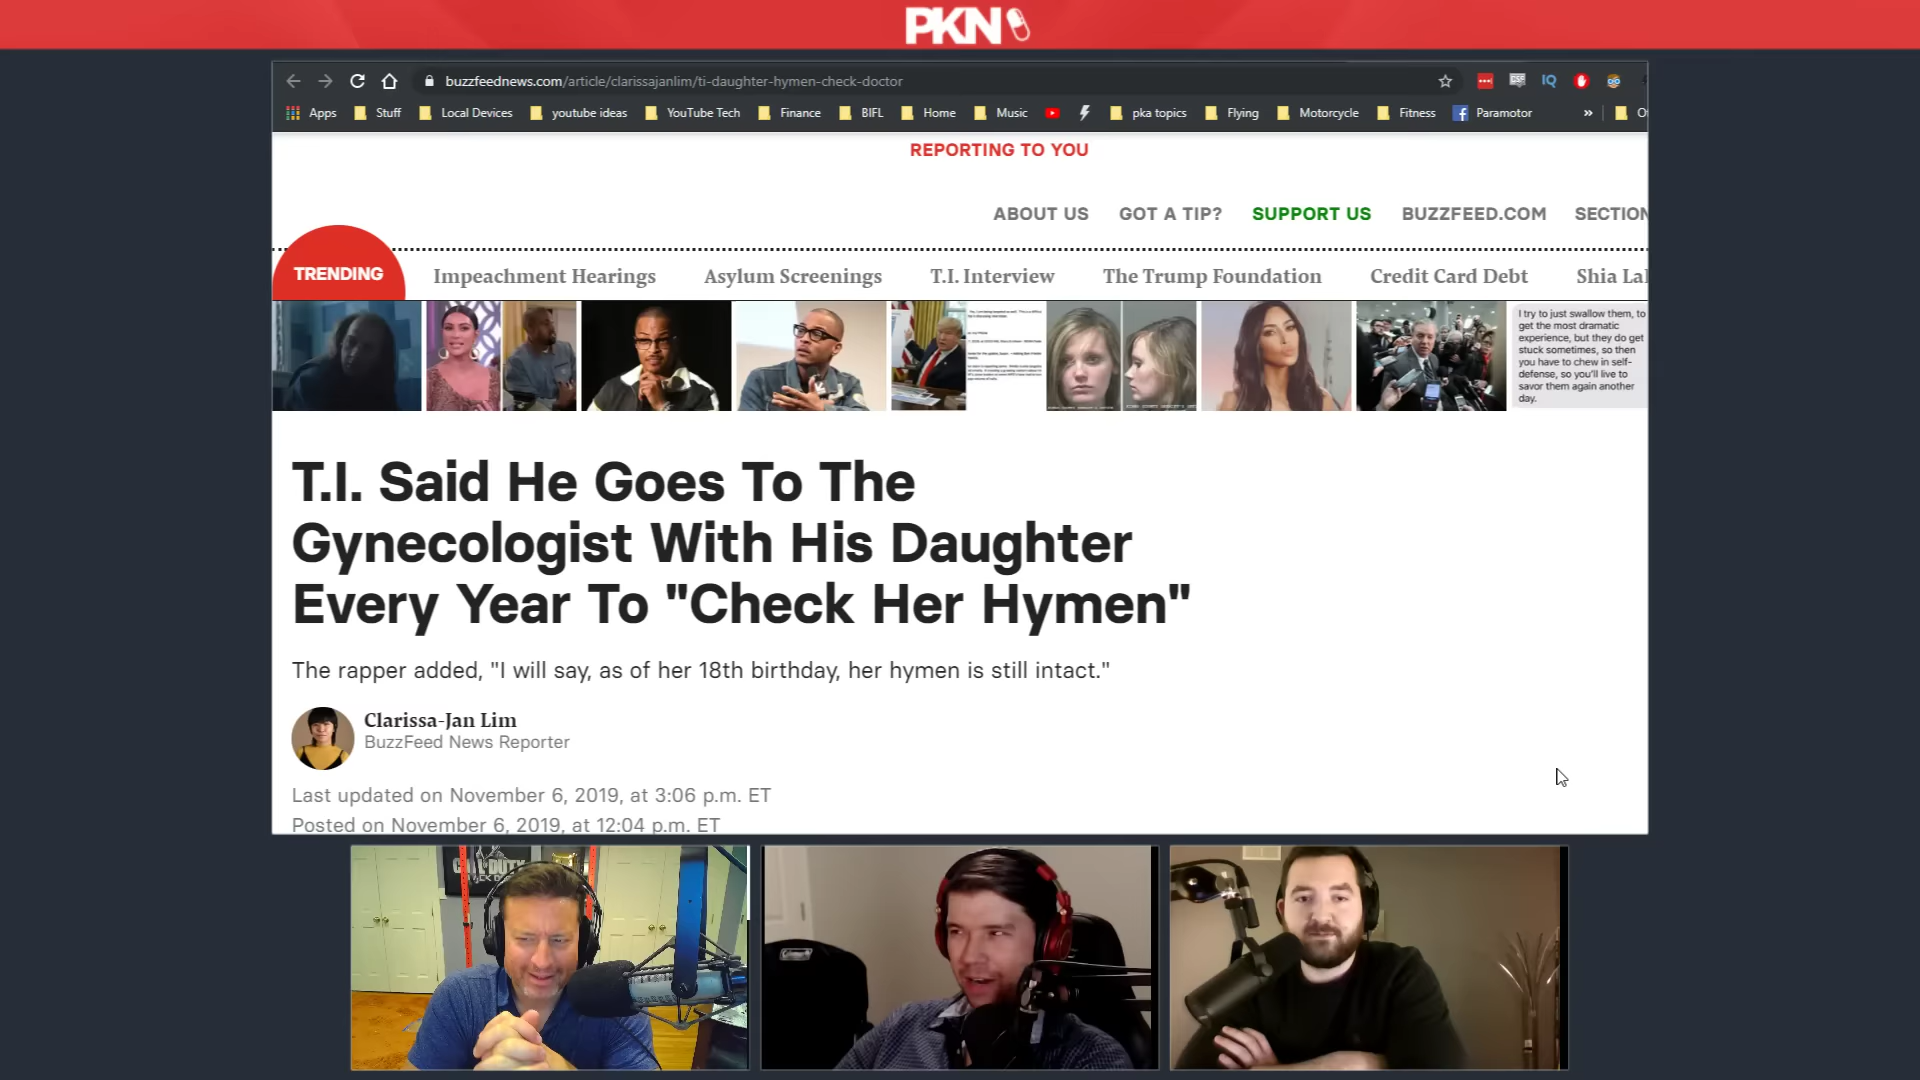 PKN
buzzfeednews.com/article/clarissajanlim/ti-daughter-hymen-check-doctor
IQ
Apps Stuff Local Devices youtube ideas YouTube Tech Finance BIFL Home Music pka topics Flying Motorcycle Fitness Paramotor » O
REPORTING TO YOU
ABOUT US GOT A TIP? SUPPORT US BUZZFEED.COM SECTION
TRENDING Impeachment Hearings Asylum Screenings T.I. Interview The Trump Foundation Credit Card Debt Shia LaB
I try to just swallow them, to
get the most dramatic
experience, but they do get
stuck sometimes, so then
you have to chew in self-
defense, so you'll live to
savor them again another
day.
T.I. Said He Goes To The
Gynecologist With His Daughter
Every Year To "Check Her Hymen"
The rapper added, "I will say, as of her 18th birthday, her hymen is still intact."
Clarissa-Jan Lim
BuzzFeed News Reporter
Last updated on November 6, 2019, at 3:06 p.m. ET
Posted on November 6, 2019, at 12:04 p.m. ET
CALL OF DUTY